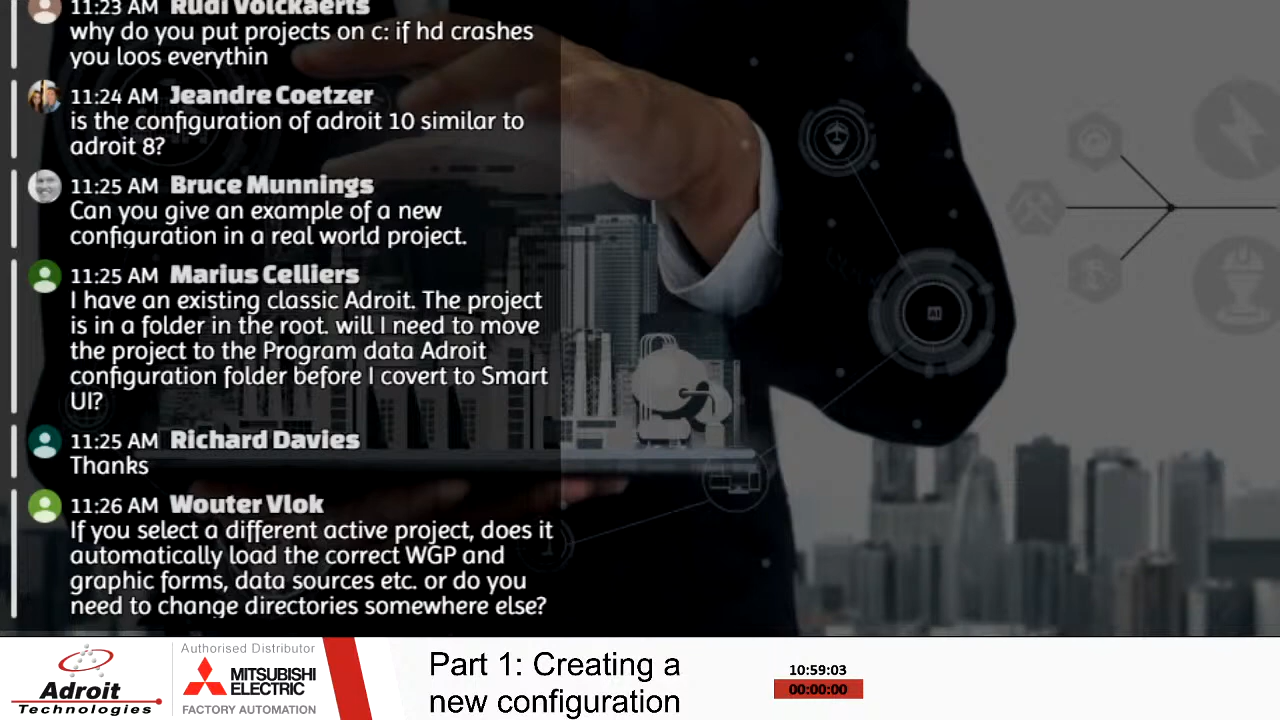 11:23 AM Rudi Volckaerts
why do you put projects on c: if hd crashes
you loos everythin
11:24 AM Jeandre Coetzer
is the configuration of adroit 10 similar to
adroit 8?
11:25 AM Bruce Munnings
Can you give an example of a new
configuration in a real world project.
11:25 AM Marius Celliers
I have an existing classic Adroit. The project
is in a folder in the root. will I need to move
the project to the Program data Adroit
configuration folder before I covert to Smart
UI?
11:25 AM Richard Davies
Thanks
11:26 AM Wouter Vlok
If you select a different active project, does it
automatically load the correct WGP and
graphic forms, data sources etc. or do you
need to change directories somewhere else?
AI
Adroit
Technologies
Authorised Distributor
MITSUBISHI
ELECTRIC
FACTORY AUTOMATION
Part 1: Creating a
new configuration
10:59:03
00:00:00